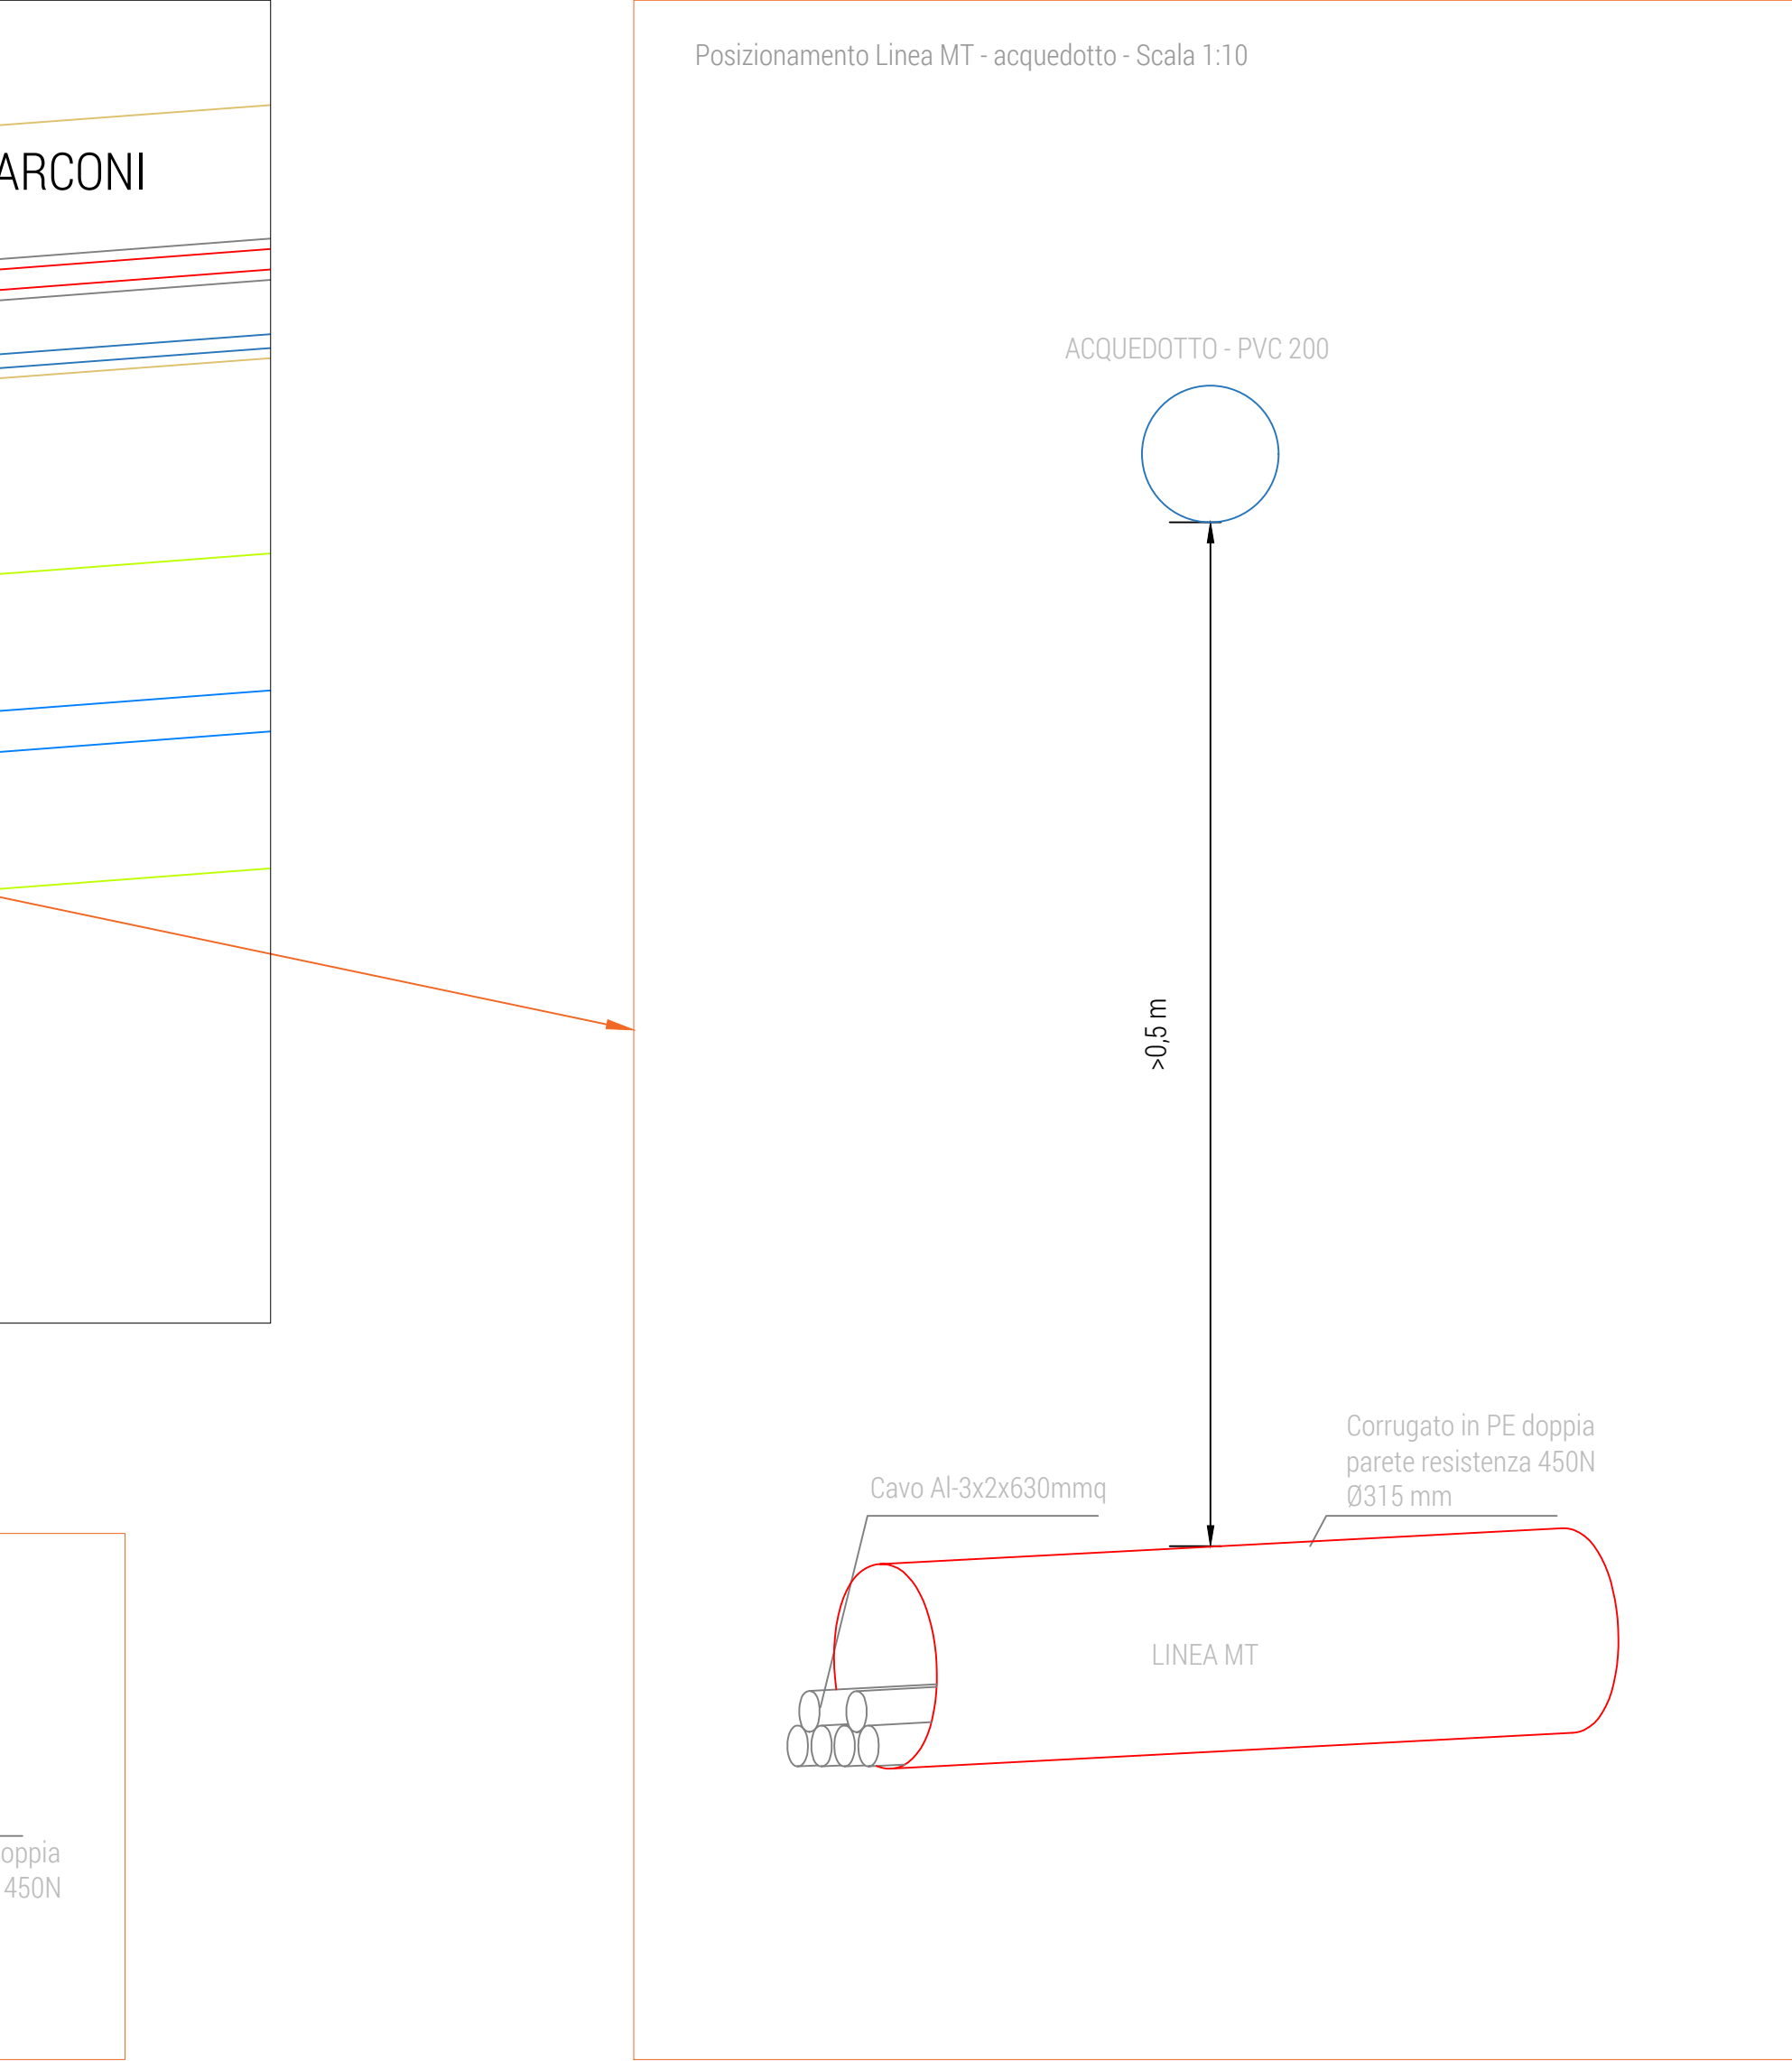 ARCONI
Posizionamento Linea MT - acquedotto - Scala 1:10
ACQUEDOTTO - PVC 200
>0,5 m
Corrugato in PE doppia
parete resistenza 450N
Ø315 mm
Cavo Al-3x2x630mmq
LINEA MT
oppia
450N